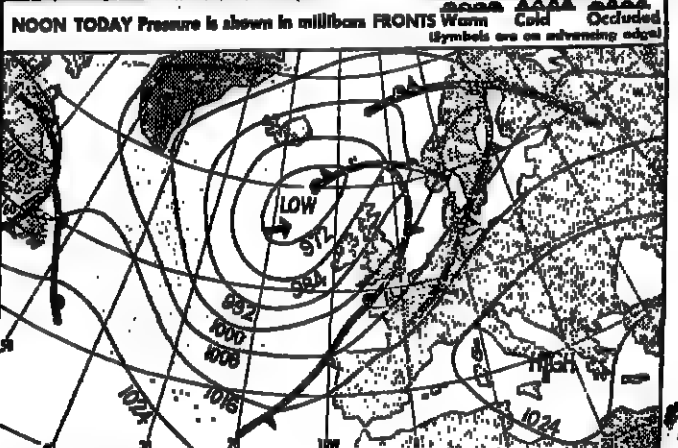 NOON TODAY Pressure is shown in millibars FRONTS Warm Cold Occluded
(Symbols are on advancing edge)
LOW
972
984
992
1000
1008
1016
1024
HIGH
1024
10W